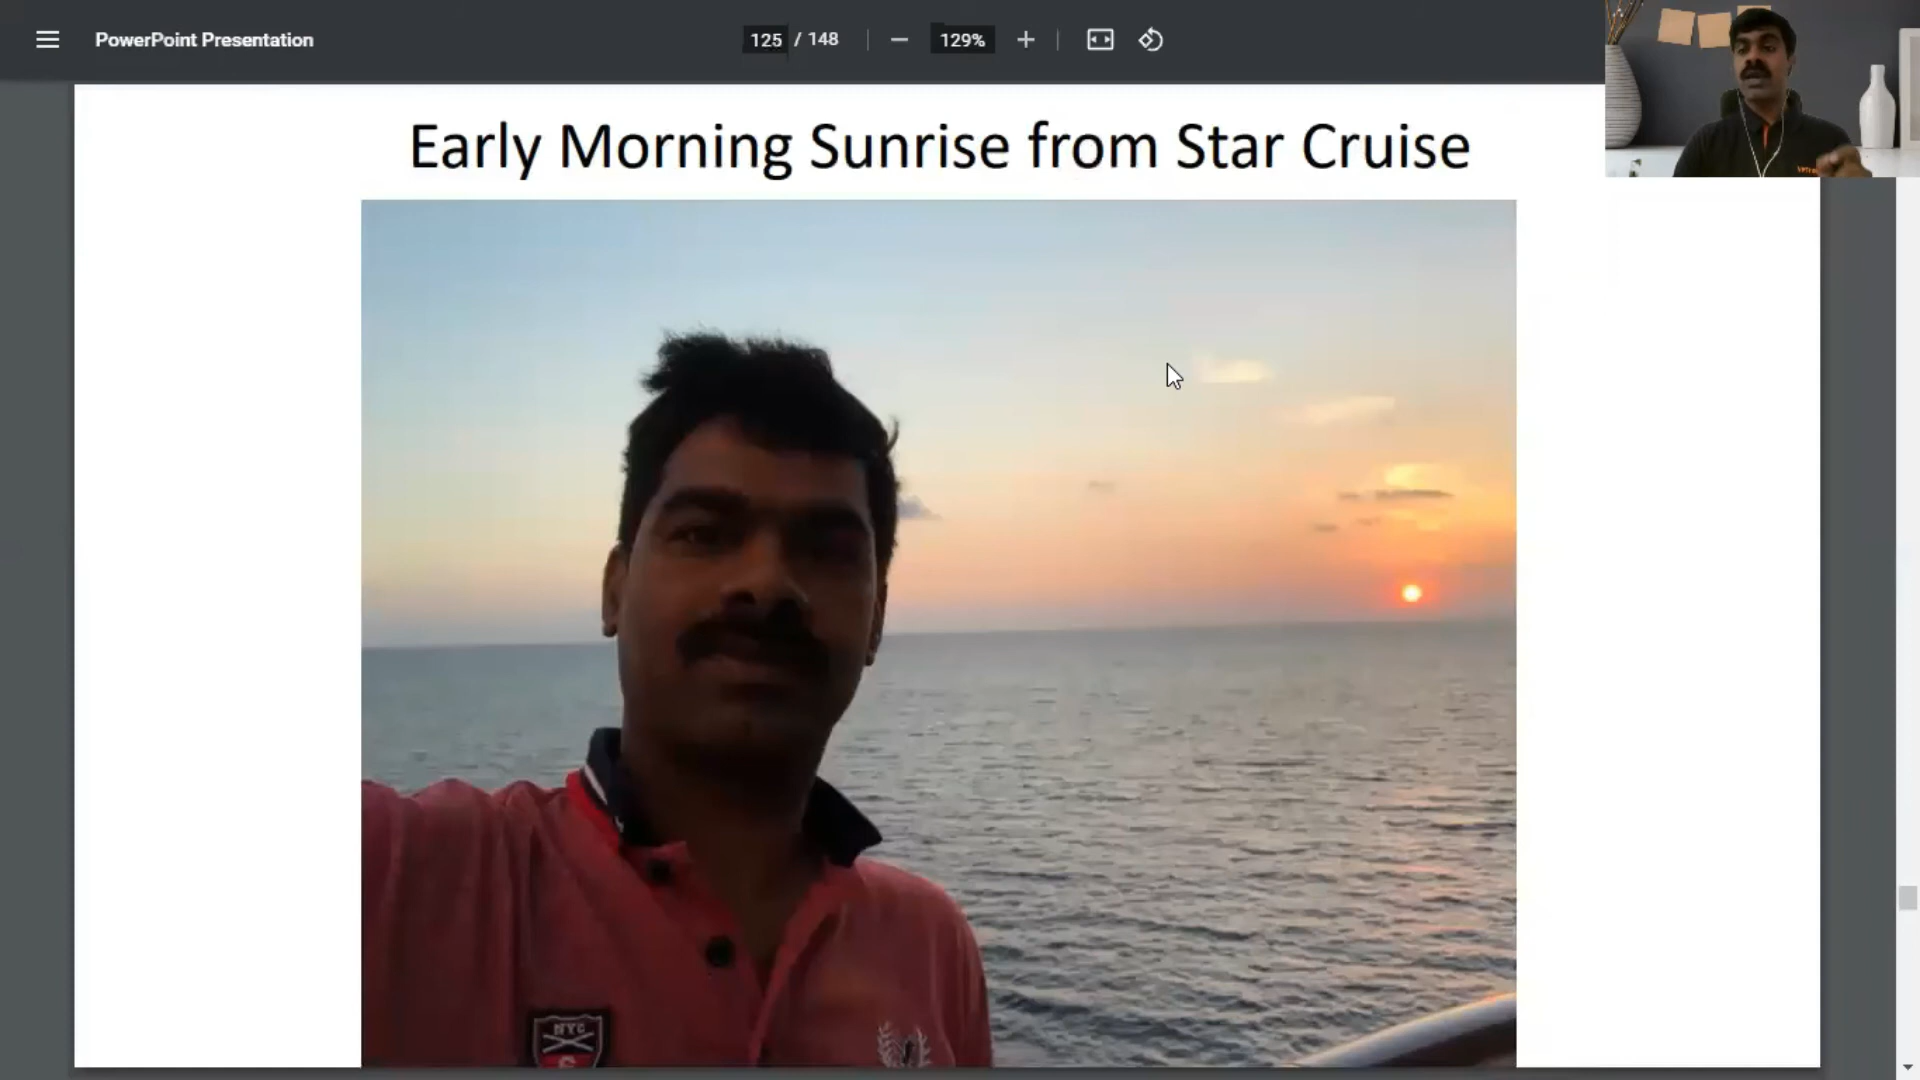 PowerPoint Presentation
125 / 148
129%
Early Morning Sunrise from Star Cruise
NYC